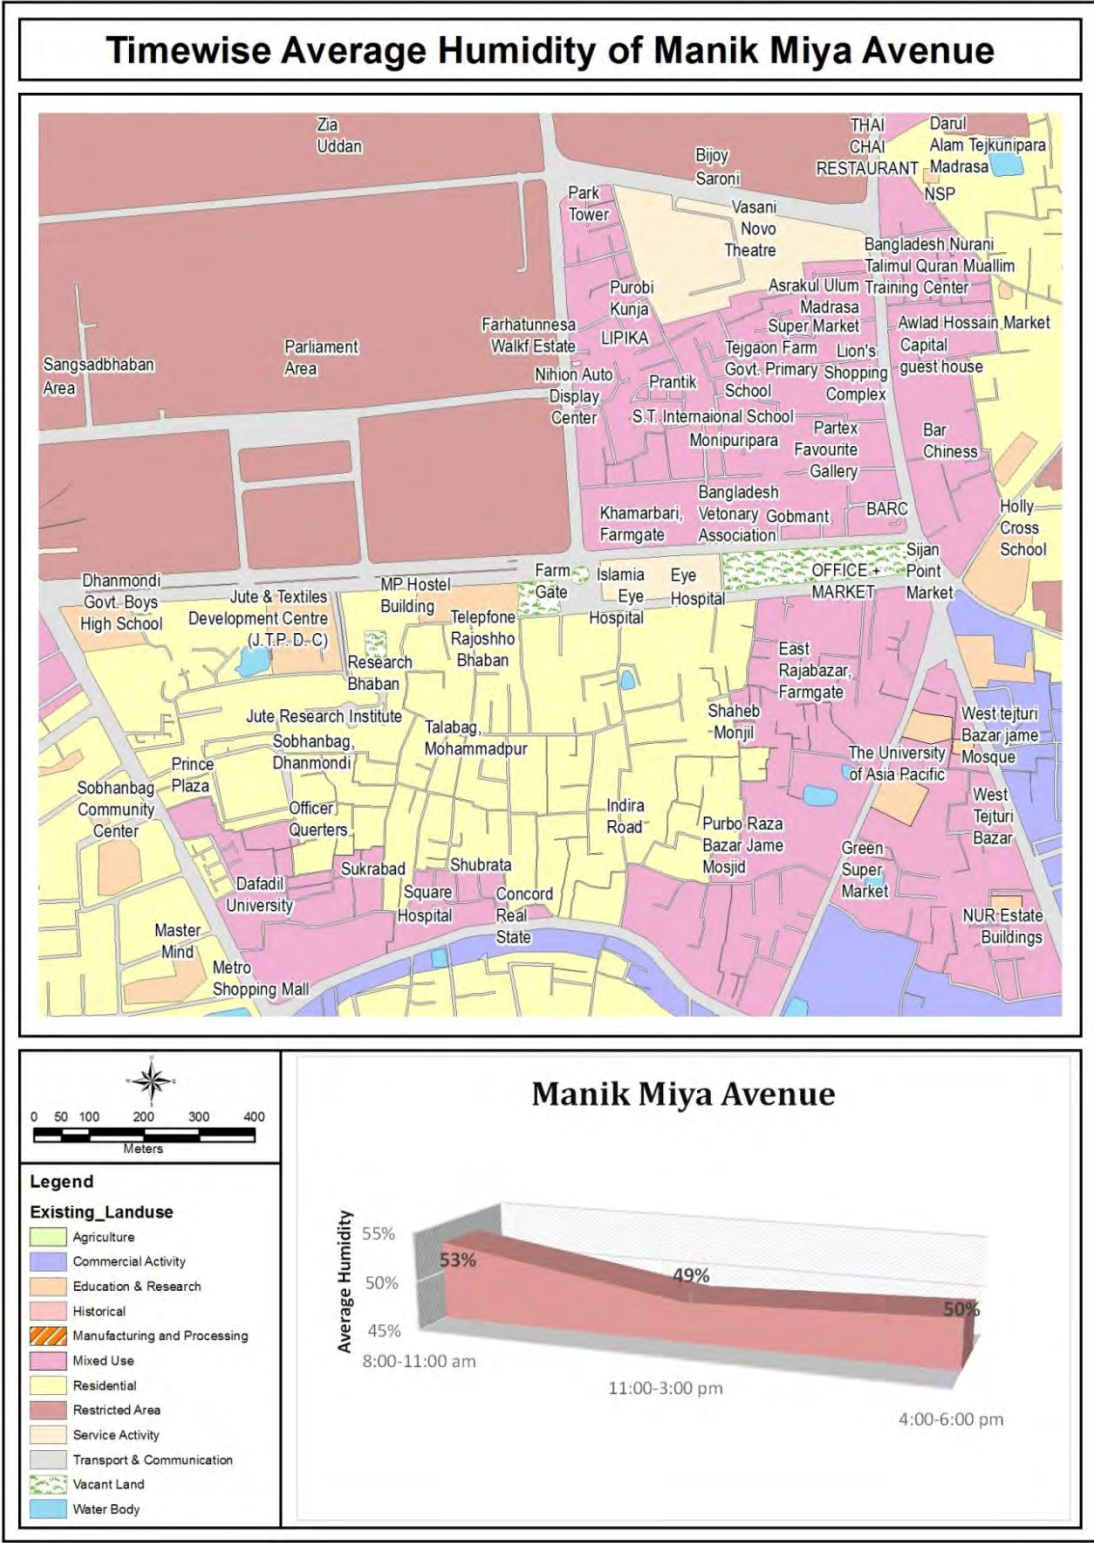 Timewise Average Humidity of Manik Miya Avenue
Zia
Uddan
Bijoy
Saroni
THAI
CHAI
RESTAURANT
Darul
Alam Tejkunipara
Madrasa
NSP
Park
Tower
Vasani
Novo
Theatre
Bangladesh Nurani
Talimul Quran Muallim
Training Center
Purobi
Kunja
Asrakul Ulum
Madrasa
Super Market
Farhatunnesa
Walkf Estate
LIPIKA
Awlad Hossain Market
Capital
guest house
Sangsadbhaban
Area
Parliament
Area
Tejgaon Farm
Govt. Primary
School
Lion's
Shopping
Complex
Nihion Auto
Display
Center
Prantik
S.T. Internaional School
Monipuripara
Partex
Favourite
Gallery
Bar
Chiness
Khamarbari,
Farmgate
Bangladesh
Vetonary
Association
Gobmant
BARC
Holly
Cross
School
Dhanmondi
Govt. Boys
High School
Jute & Textiles
Development Centre
(J.T.P. D. C)
MP Hostel
Building
Farm
Gate
Islamia
Eye
Hospital
Eye
Hospital
OFFICE +
MARKET
Sijan
Point
Market
Telepfone
Rajoshho
Bhaban
Research
Bhaban
East
Rajabazar,
Farmgate
Jute Research Institute
Sobhanbag,
Dhanmondi
Talabag,
Mohammadpur
Shaheb
Monjil
West tejturi
Bazar jame
Mosque
The University
of Asia Pacific
Prince
Plaza
Sobhanbag
Community
Center
Officer
Querters
Indira
Road
Purbo Raza
Bazar Jame
Mosjid
West
Tejturi
Bazar
Green
Super
Market
Sukrabad
Shubrata
Dafadil
University
Square
Hospital
Concord
Real
State
NUR Estate
Buildings
Master
Mind
Metro
Shopping Mall
N
E
S
W
0 50 100 200 300 400
Meters
Legend
Existing_Landuse
Agriculture
Commercial Activity
Education & Research
Historical
Manufacturing and Processing
Mixed Use
Residential
Restricted Area
Service Activity
Transport & Communication
Vacant Land
Water Body
Manik Miya Avenue
Average Humidity
55%
50%
45%
53%
49%
50%
8:00-11:00 am
11:00-3:00 pm
4:00-6:00 pm